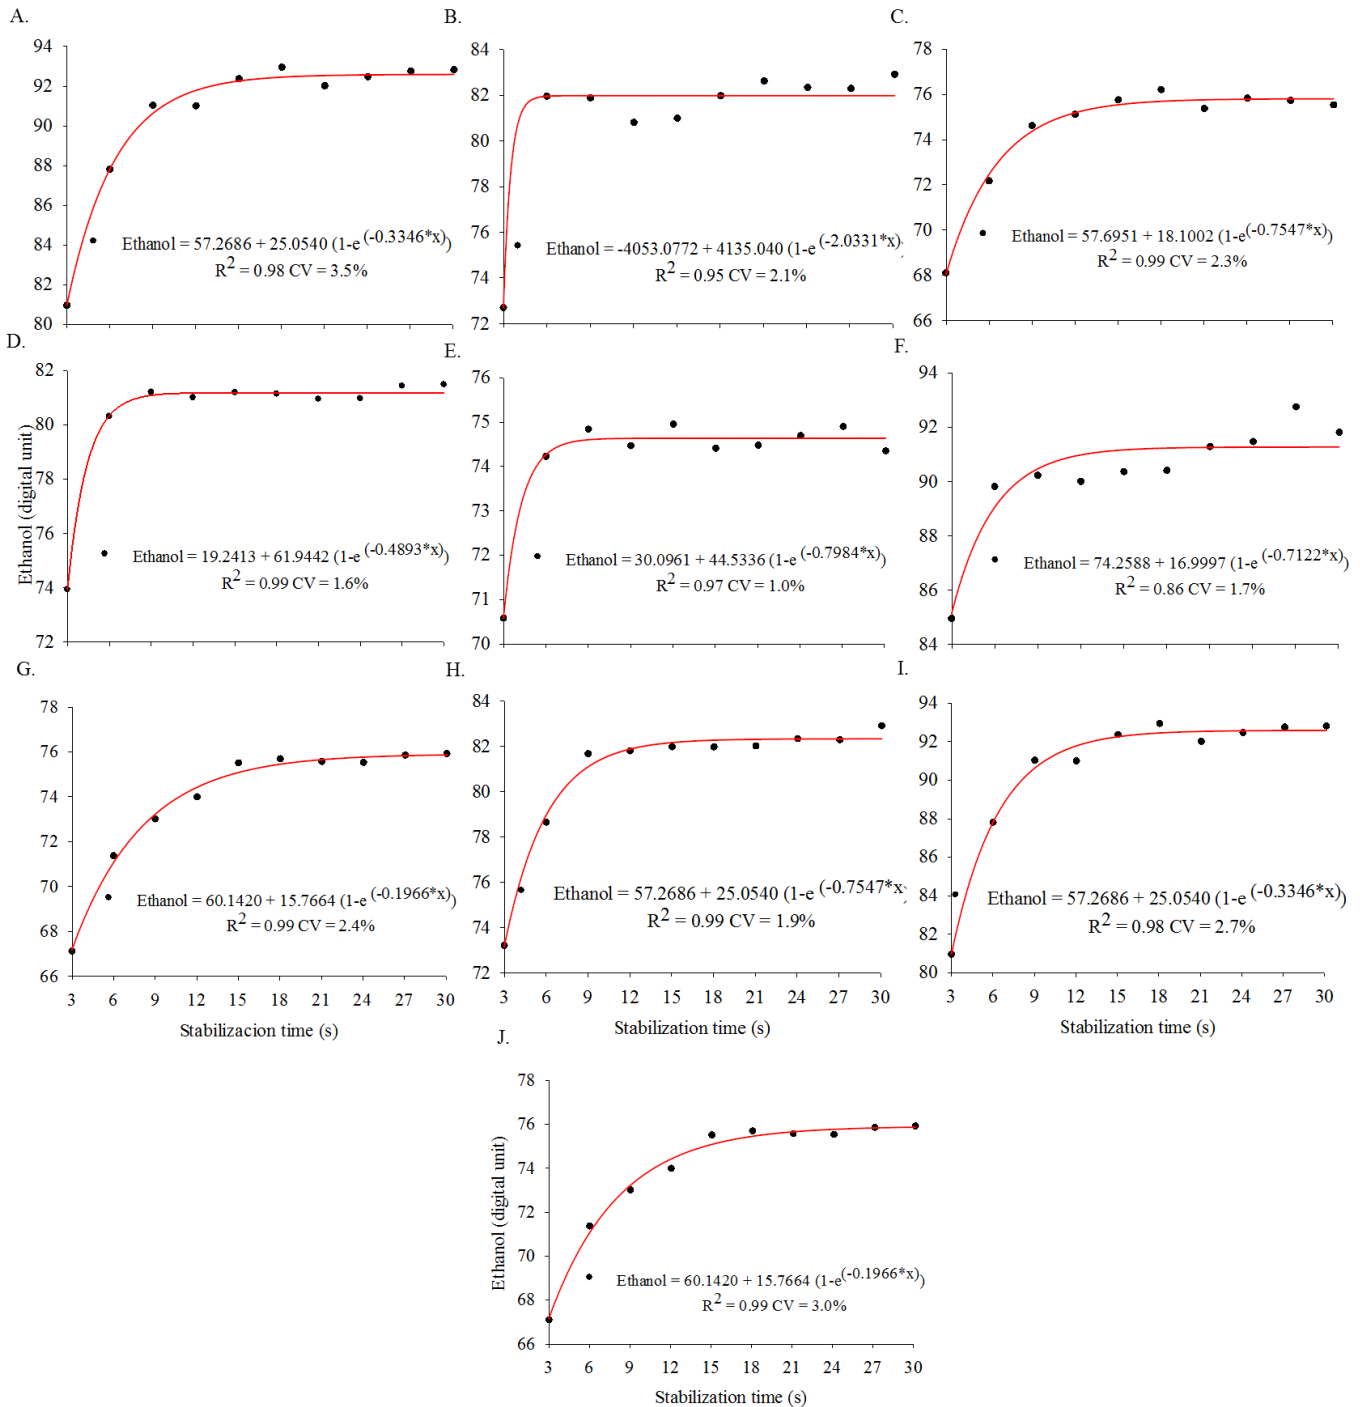 A.
94
92
90
88
86
84
82
80
Ethanol = 57.2686 + 25.0540 (1-e (-0.3346*x))
R2 = 0.98 CV = 3.5%
B.
84
82
80
78
76
74
72
Ethanol = -4053.0772 + 4135.040 (1-e (-2.0331*x)
R2 = 0.95 CV = 2.1%
C.
78
76
74
72
70
68
66
Ethanol = 57.6951 + 18.1002 (1-e (-0.7547*x))
R2 = 0.99 CV = 2.3%
D.
82
80
78
76
74
72
Ethanol (digital unit)
Ethanol = 19.2413 + 61.9442 (1-e (-0.4893*x))
R2 = 0.99 CV = 1.6%
E.
76
75
74
73
72
71
70
Ethanol = 30.0961 + 44.5336 (1-e (-0.7984*x))
R2 = 0.97 CV = 1.0%
F.
94
92
90
88
86
84
Ethanol = 74.2588 + 16.9997 (1-e (-0.7122*x))
R2 = 0.86 CV = 1.7%
G.
78
76
74
72
70
68
66
Ethanol = 60.1420 + 15.7664 (1-e (-0.1966*x))
R2 = 0.99 CV = 2.4%
3 6 9 12 15 18 21 24 27 30
Stabilizacion time (s)
H.
84
82
80
78
76
74
72
Ethanol = 57.2686 + 25.0540 (1-e (-0.7547*x)
R2 = 0.99 CV = 1.9%
3 6 9 12 15 18 21 24 27 30
Stabilization time (s)
I.
94
92
90
88
86
84
82
80
Ethanol = 57.2686 + 25.0540 (1-e (-0.3346*x))
R2 = 0.98 CV = 2.7%
3 6 9 12 15 18 21 24 27 30
Stabilization time (s)
J.
78
76
74
72
70
68
66
Ethanol (digital unit)
Ethanol = 60.1420 + 15.7664 (1-e(-0.1966*x))
R2 = 0.99 CV = 3.0%
3 6 9 12 15 18 21 24 27 30
Stabilization time (s)